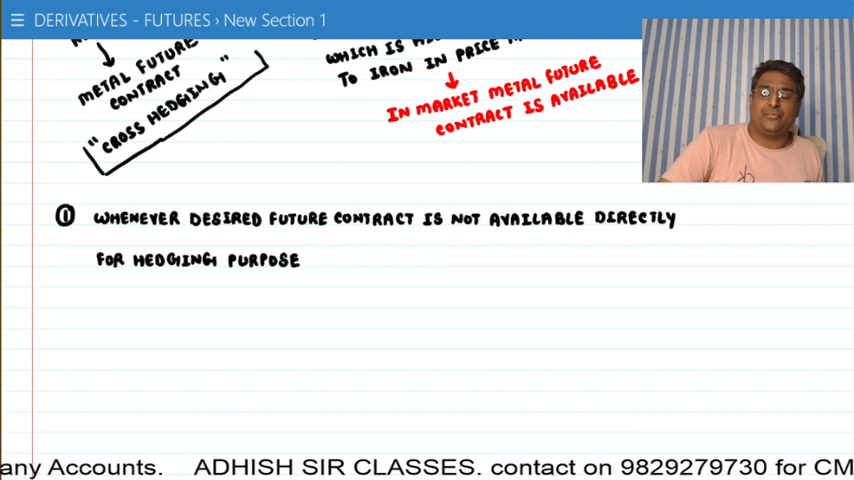 ☰ DERIVATIVES - FUTURES › New Section 1
METAL FUTURE
CONTRACT
"CROSS HEDGING"
WHICH IS
TO IRON IN PRICE
IN MARKET METAL FUTURE
CONTRACT IS AVAILABLE
① WHENEVER DESIRED FUTURE CONTRACT IS NOT AVAILABLE DIRECTLY
FOR HEDGING PURPOSE
any Accounts. ADHISH SIR CLASSES. contact on 9829279730 for CM